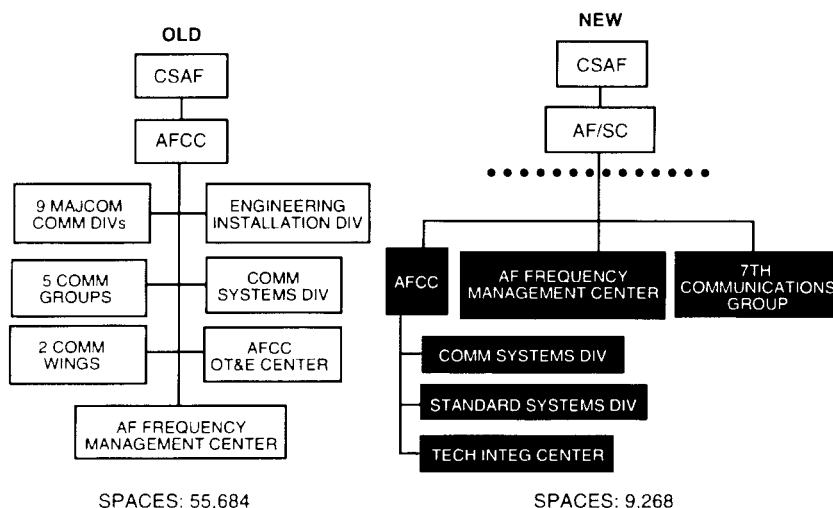 OLD
CSAF
AFCC
9 MAJCOM
COMM DIVs
ENGINEERING
INSTALLATION DIV
5 COMM
GROUPS
COMM
SYSTEMS DIV
2 COMM
WINGS
AFCC
OT&E CENTER
AF FREQUENCY
MANAGEMENT CENTER
SPACES: 55,684
NEW
CSAF
AF/SC
AFCC
AF FREQUENCY
MANAGEMENT CENTER
7TH
COMMUNICATIONS
GROUP
COMM SYSTEMS DIV
STANDARD SYSTEMS DIV
TECH INTEG CENTER
SPACES: 9,268